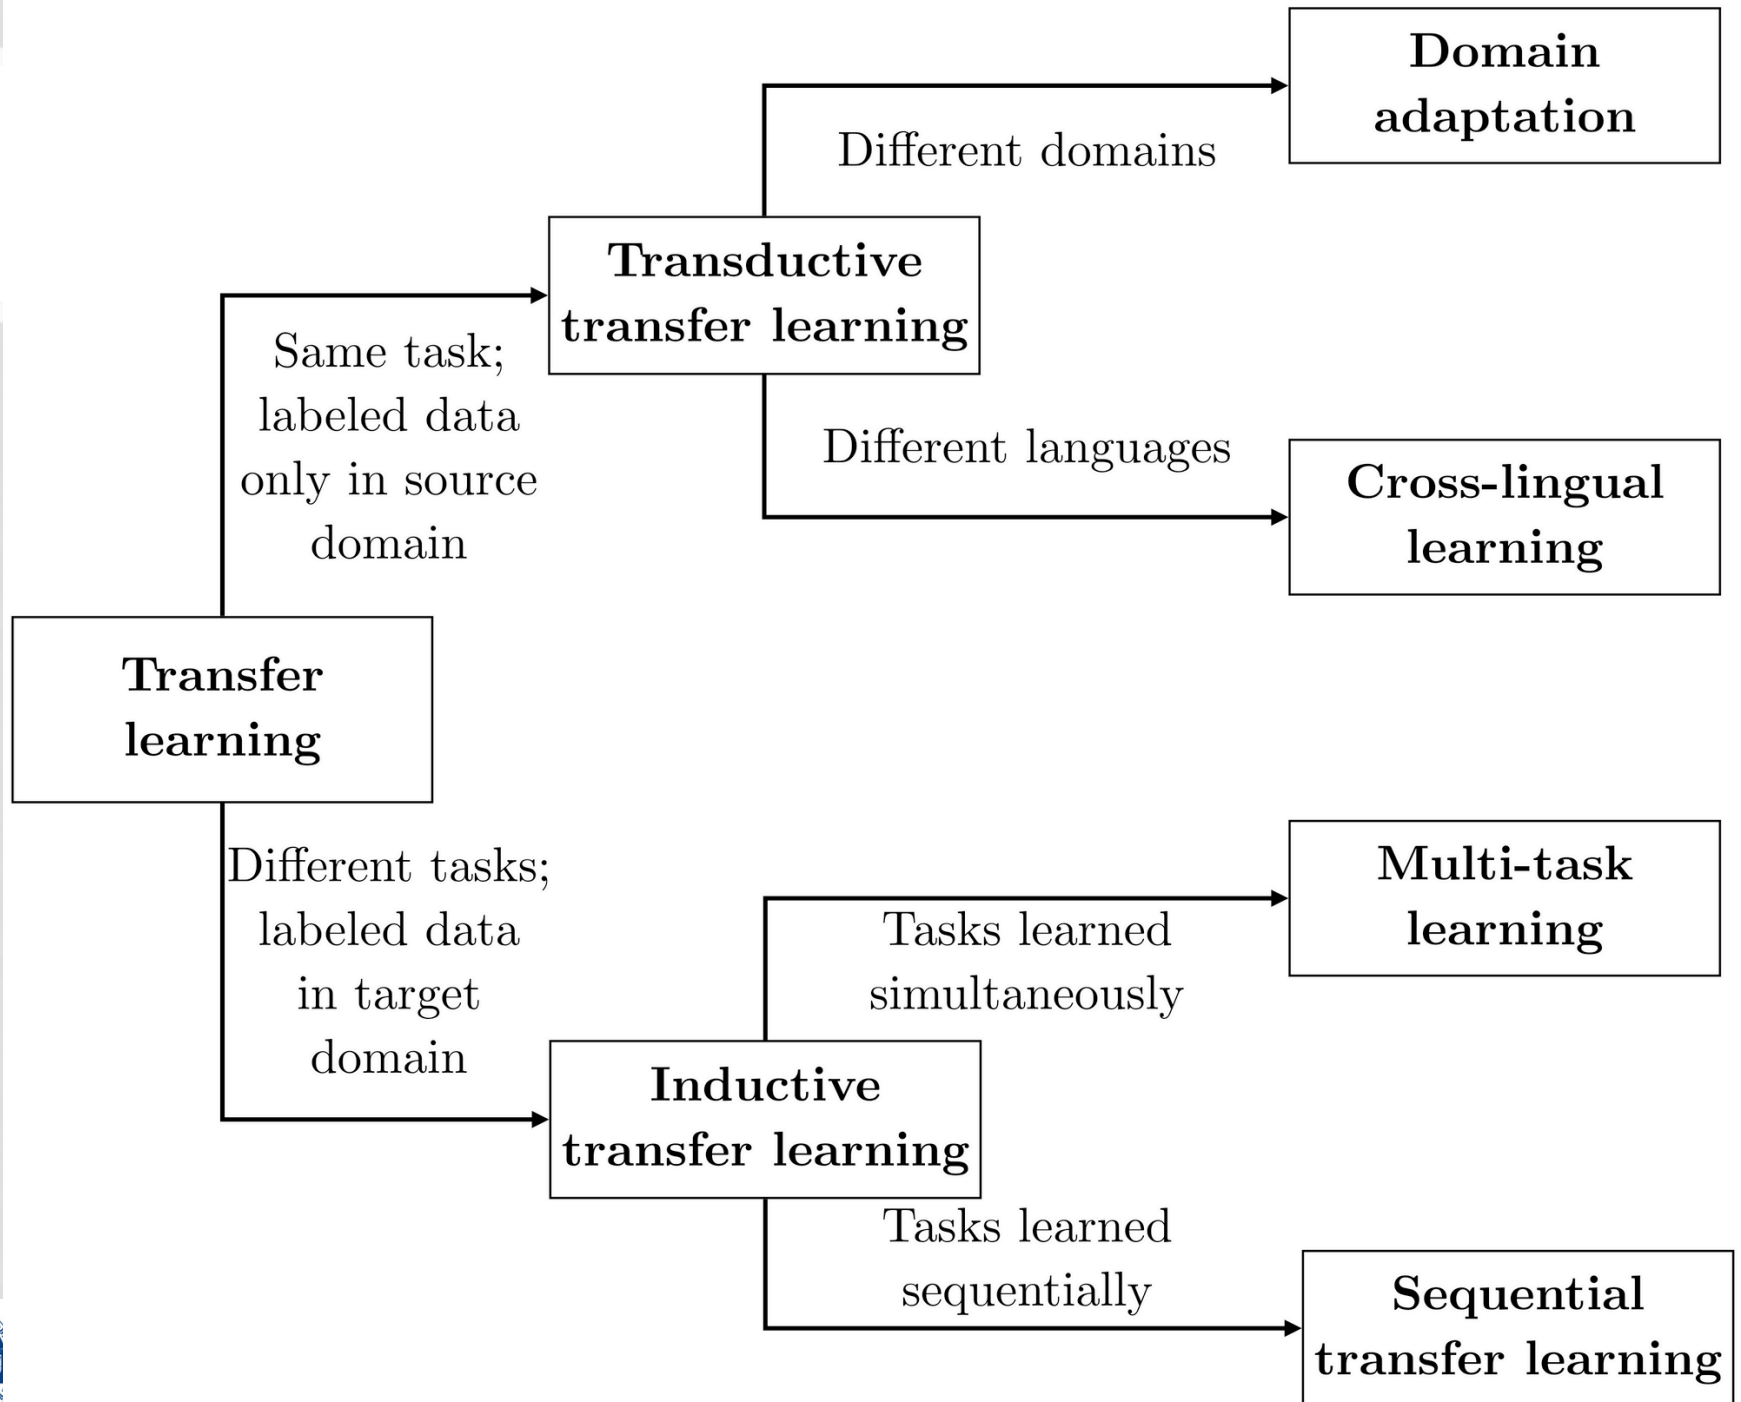 Domain
adaptation
Different domains
Transductive
transfer learning
Same task;
labeled data
only in source
domain
Different languages
Cross-lingual
learning
Transfer
learning
Different tasks;
labeled data
in target
domain
Multi-task
learning
Tasks learned
simultaneously
Inductive
transfer learning
Tasks learned
sequentially
Sequential
transfer learning